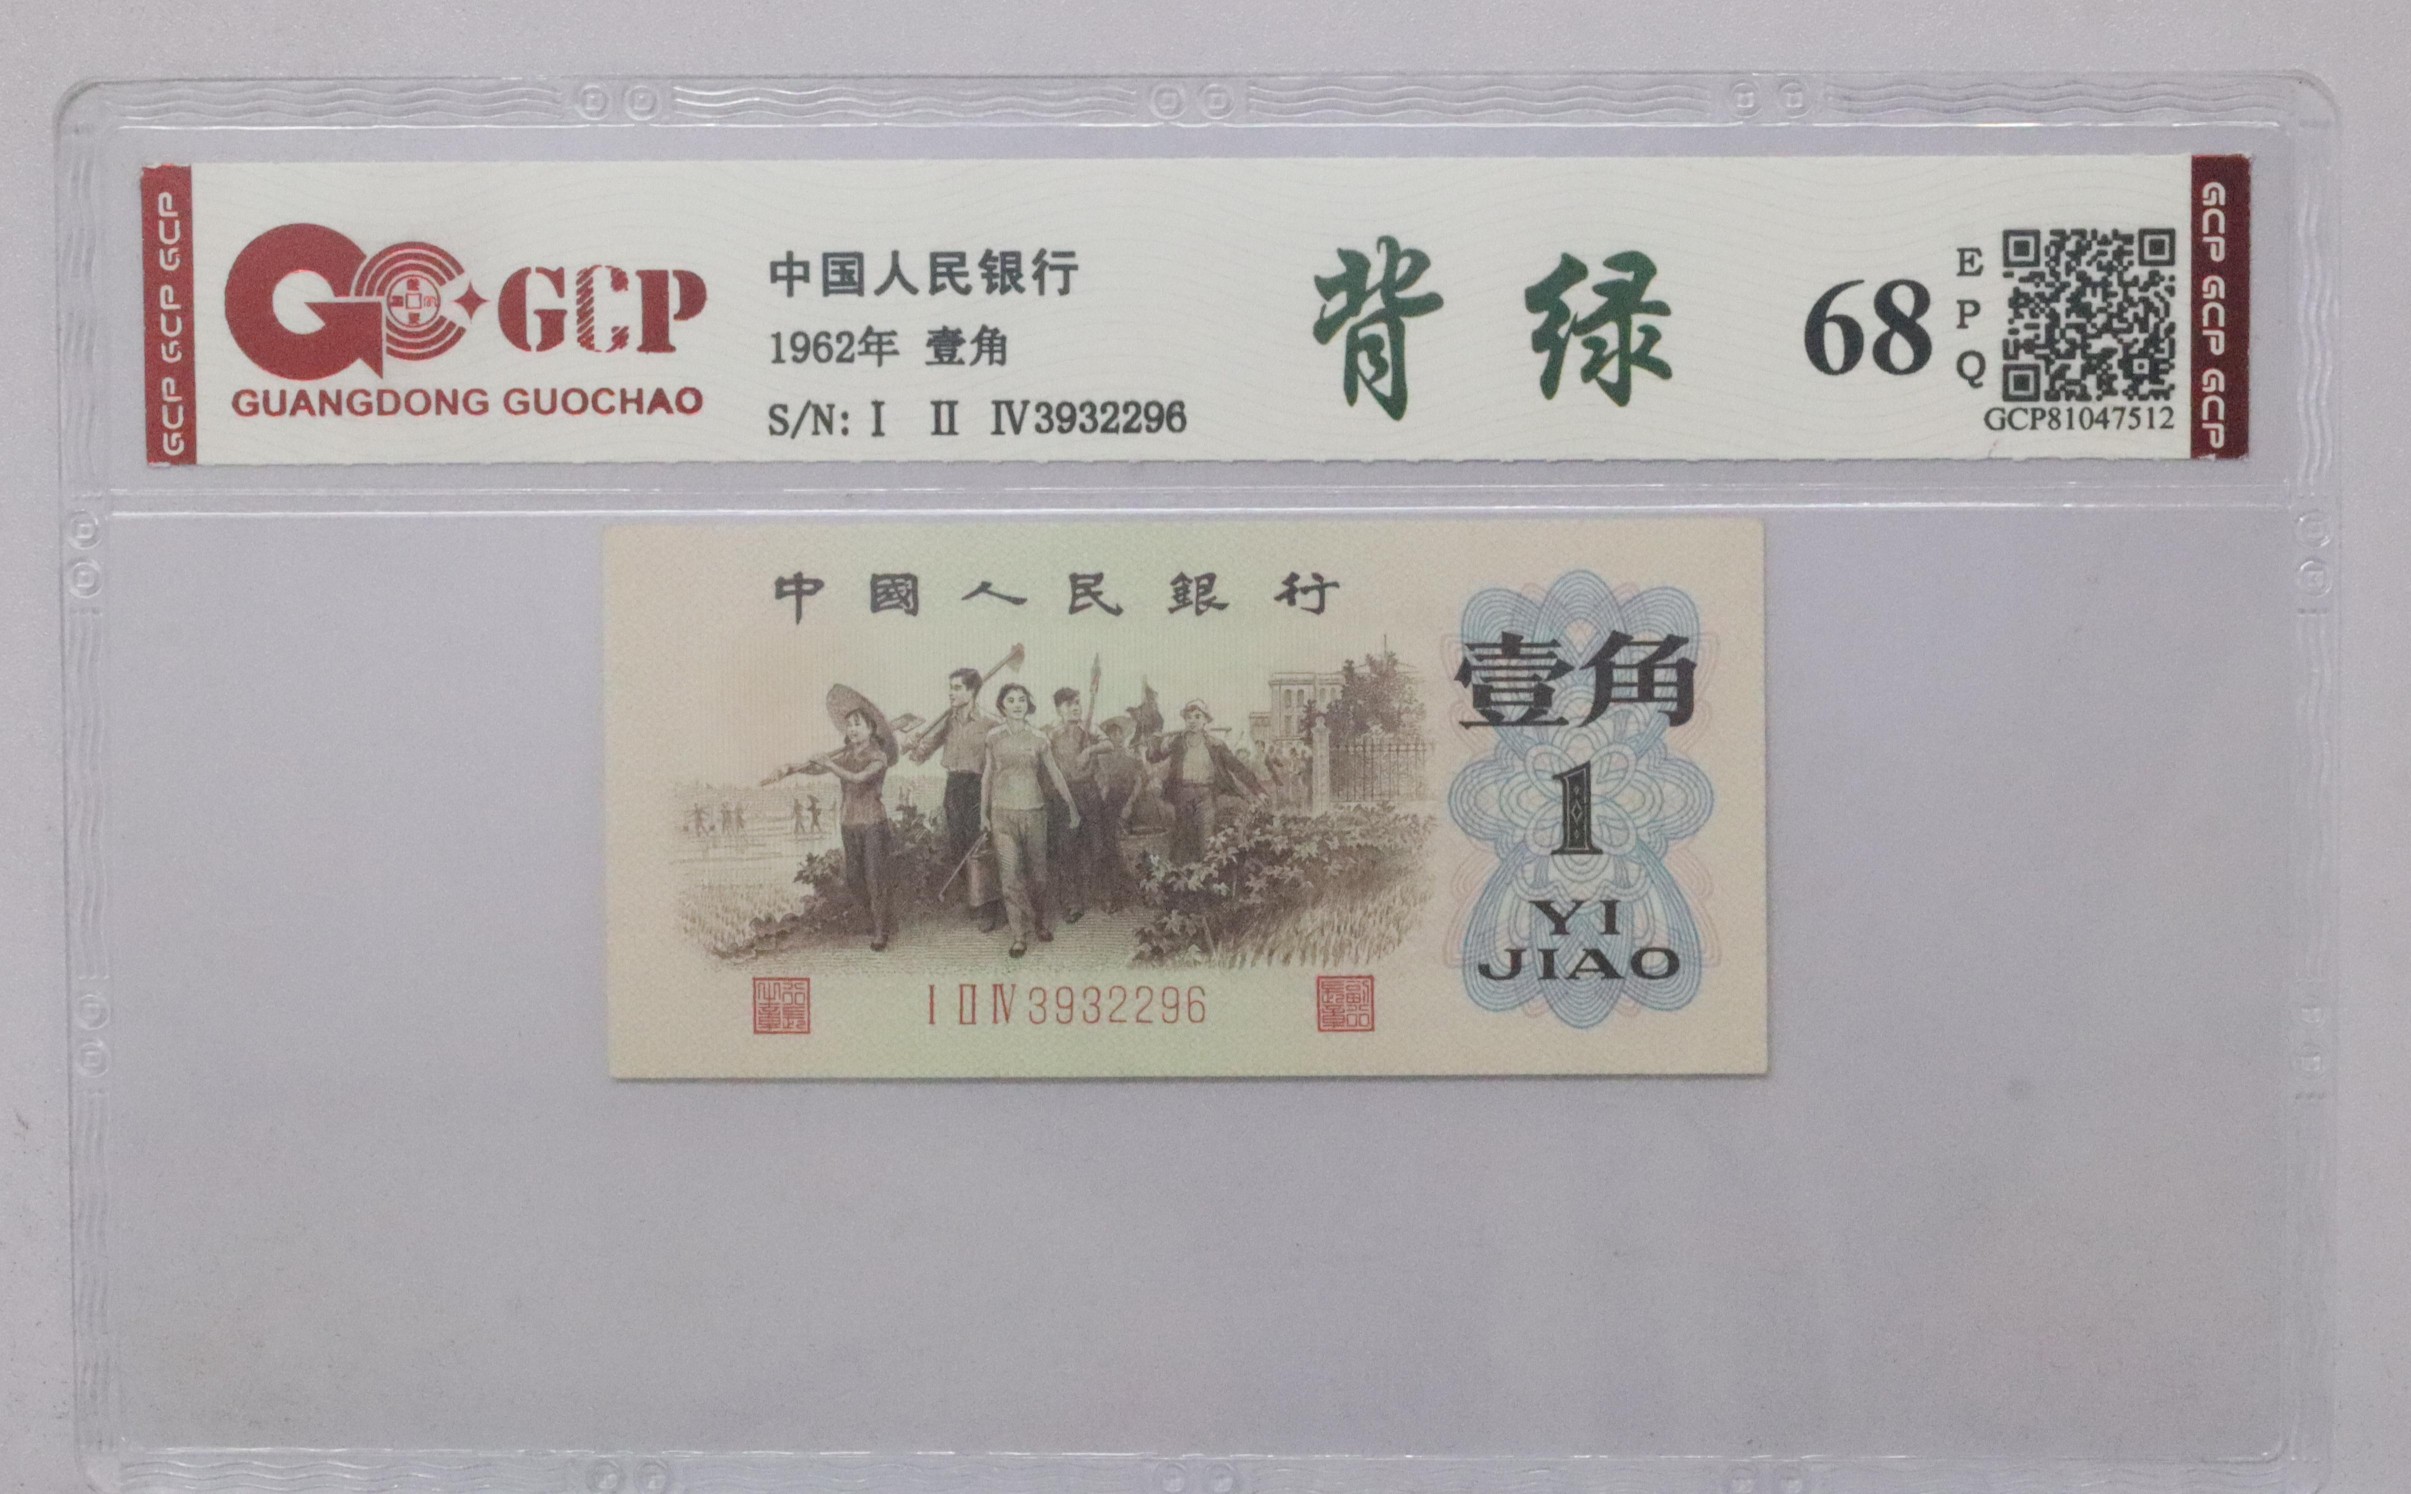 GCP GCP GCP
GCP
GUANGDONG GUOCHAO
中国人民银行
1962年 壹角
S/N: Ⅰ Ⅱ Ⅳ3932296
背绿
68
EPQ
GCP81047512
GCP GCP GCP
中國人民銀行
壹角
1
YI
JIAO
Ⅰ Ⅱ Ⅳ 3932296